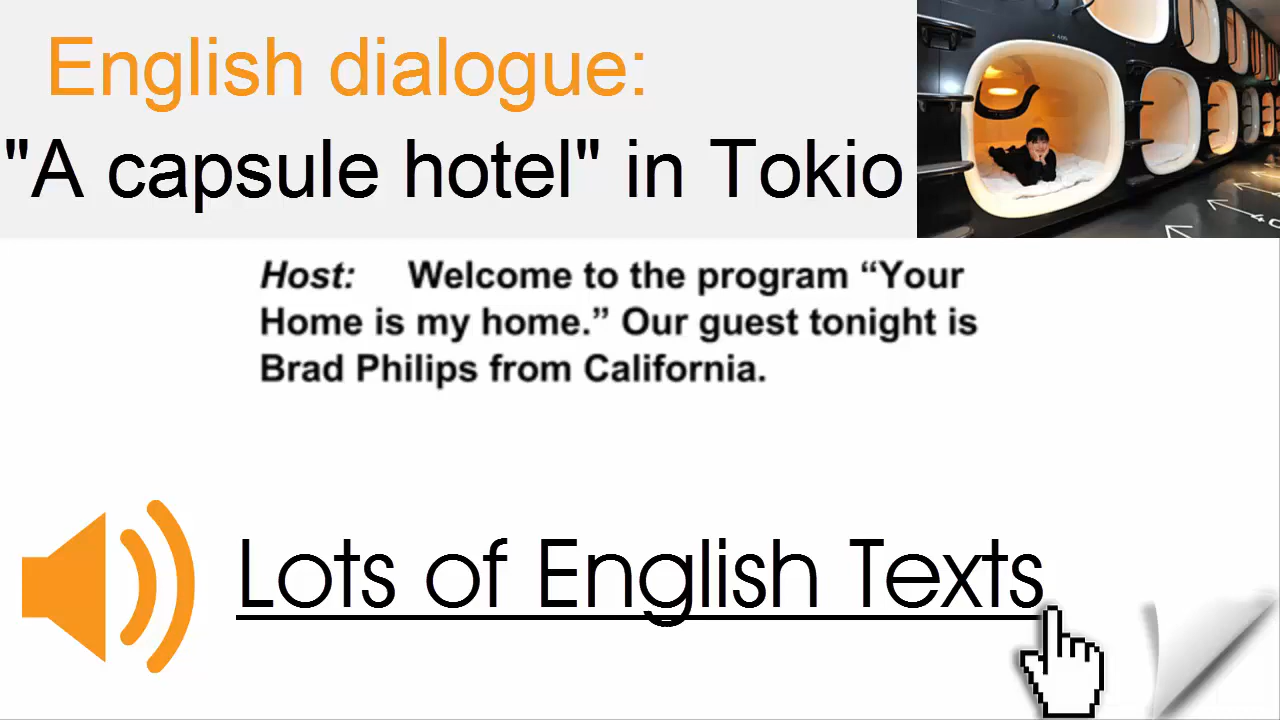 English dialogue:
"A capsule hotel" in Tokio
Host: Welcome to the program “Your
Home is my home.” Our guest tonight is
Brad Philips from California.
Lots of English Texts